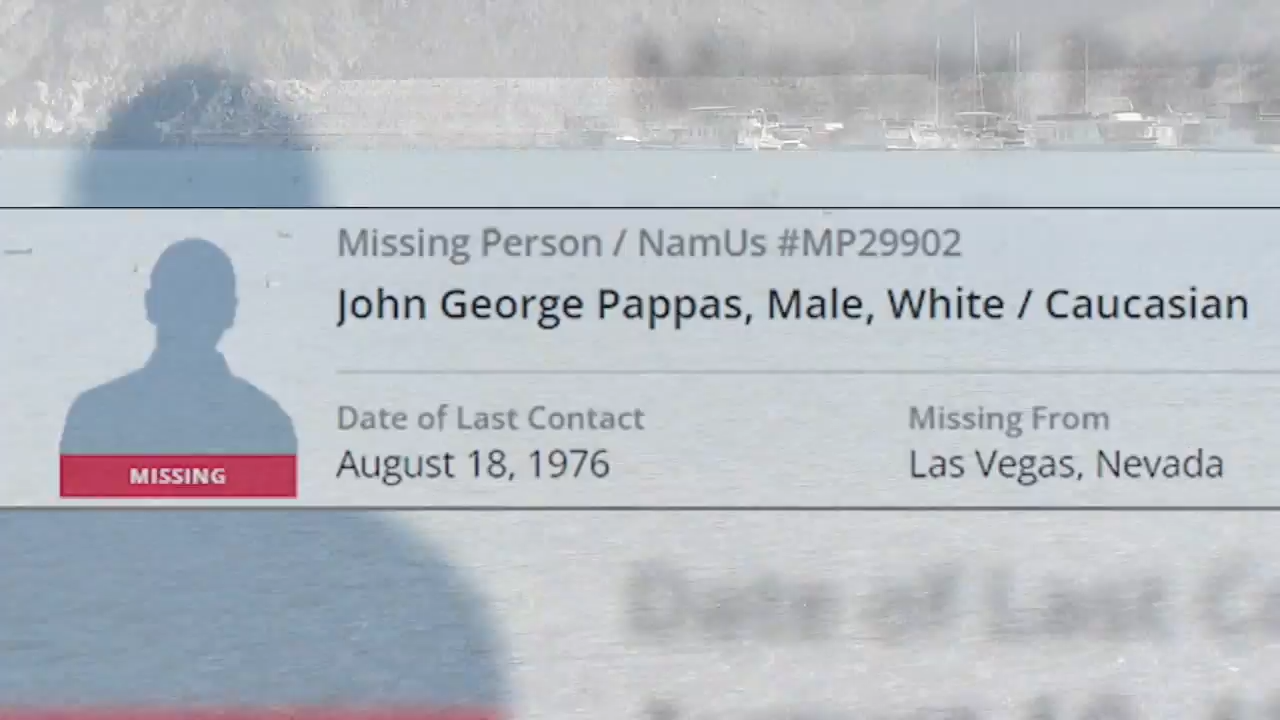 Missing Person / NamUs #MP29902
John George Pappas, Male, White / Caucasian
Date of Last Contact
Missing From
August 18, 1976
Las Vegas, Nevada
MISSING